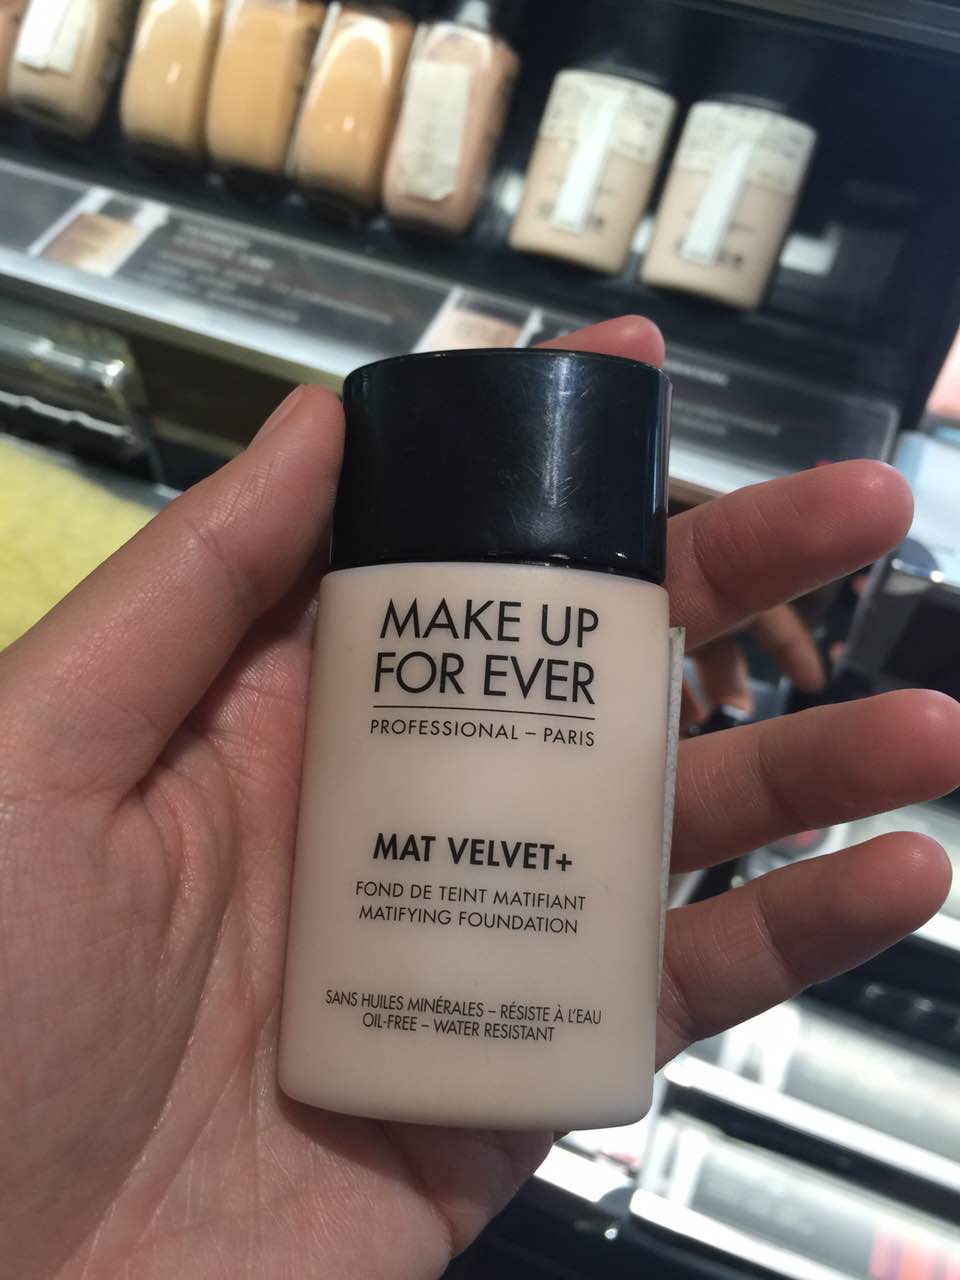 MAKE UP
FOR EVER
PROFESSIONAL – PARIS
MAT VELVET+
FOND DE TEINT MATIFIANT
MATIFYING FOUNDATION
SANS HUILES MINÉRALES – RÉSISTE À L'EAU
OIL-FREE – WATER RESISTANT